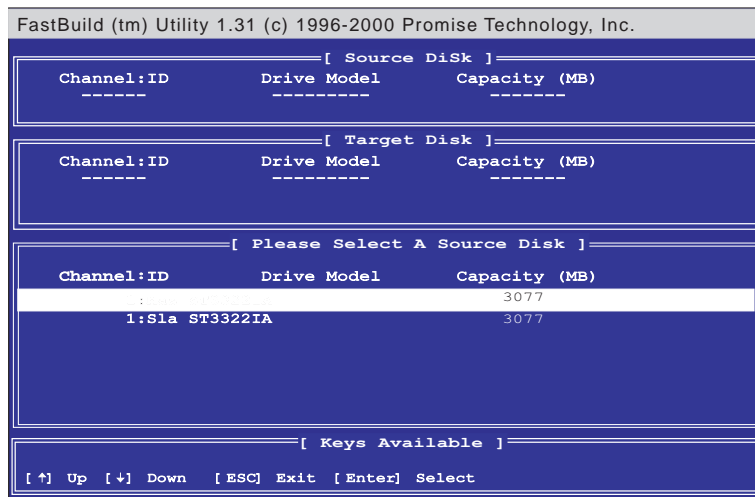 FastBuild (tm) Utility 1.31 (c) 1996-2000 Promise Technology, Inc.
[ Source DiSk ]
Channel:ID Drive Model Capacity (MB)
------ --------- -------
[ Target Disk ]
Channel:ID Drive Model Capacity (MB)
------ --------- -------
[ Please Select A Source Disk ]
Channel:ID Drive Model Capacity (MB)
: 3077
1:Sla ST3322IA 3077
[ Keys Available ]
[↑] Up [↓] Down [ESC] Exit [Enter] Select